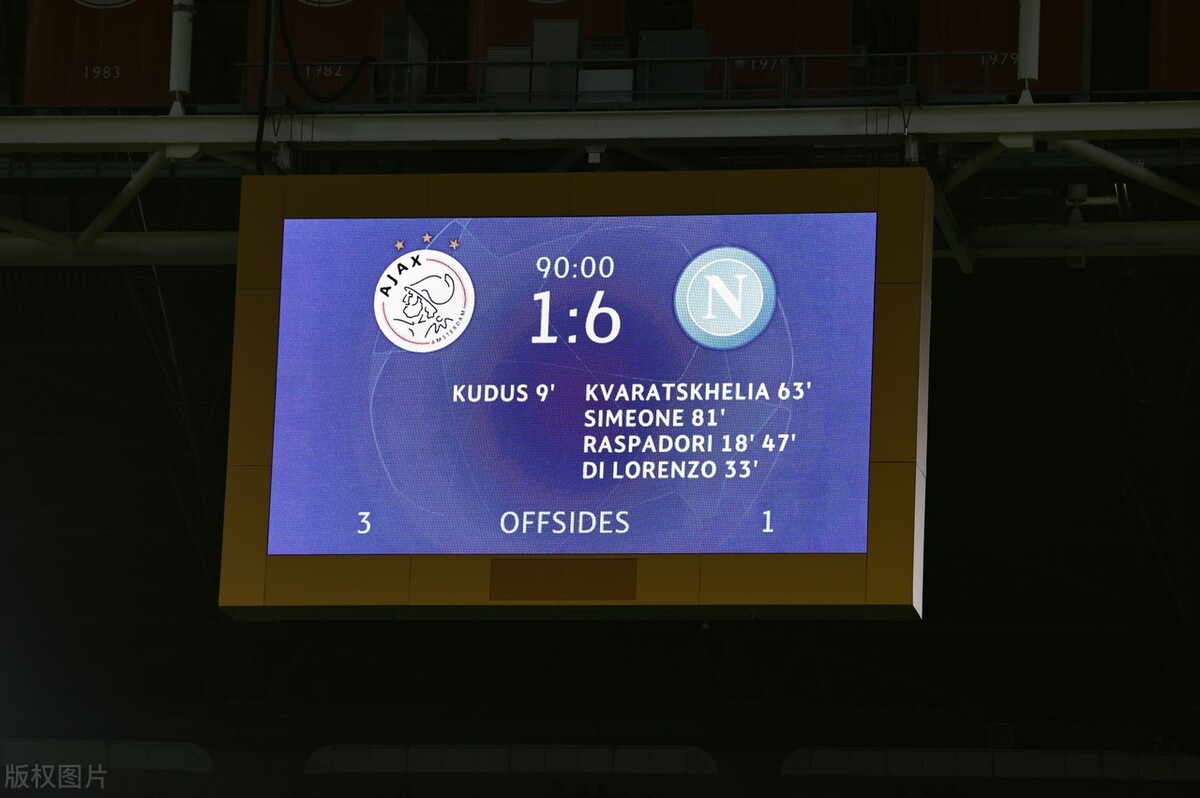 1983
1982
1979
1979
AJAX
AMSTERDAM
90:00
1:6
N
KUDUS 9'
KVARATSKHELIA 63'
SIMEONE 81'
RASPADORI 18' 47'
DI LORENZO 33'
3 OFFSIDES 1
版权图片